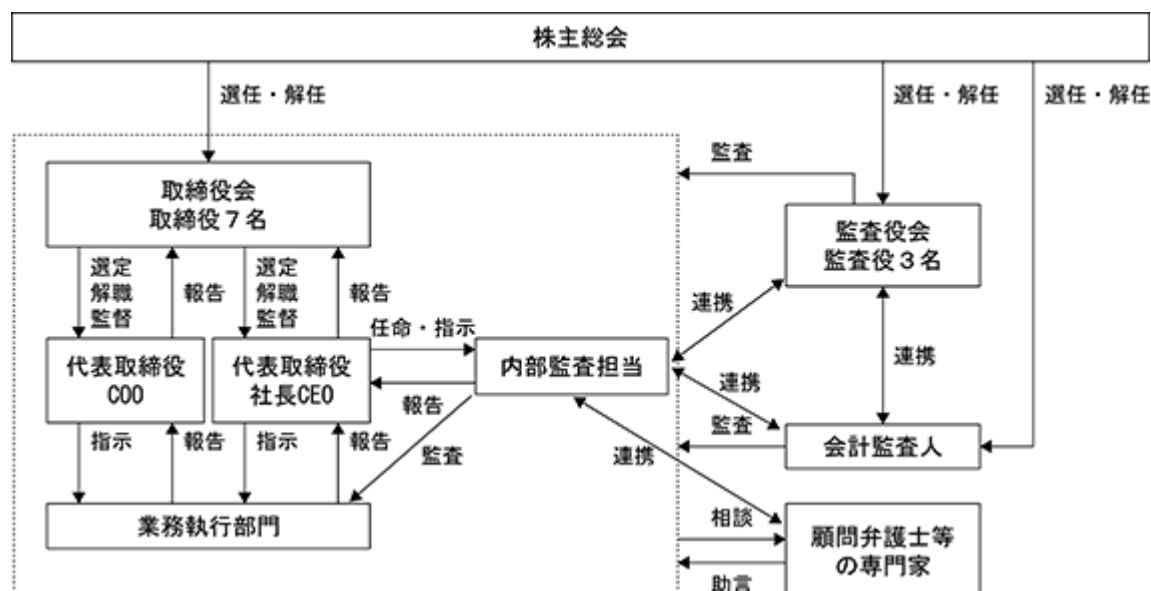 株主総会
選任・解任
選任・解任
選任・解任
監査
取締役会
取締役7名
監査役会
監査役3名
選定
解職
監督
報告
選定
解職
監督
報告
連携
任命・指示
代表取締役
COO
代表取締役
社長CEO
内部監査担当
連携
連携
報告
監査
指示
報告
指示
報告
監査
連携
会計監査人
業務執行部門
相談
顧問弁護士等
の専門家
助言